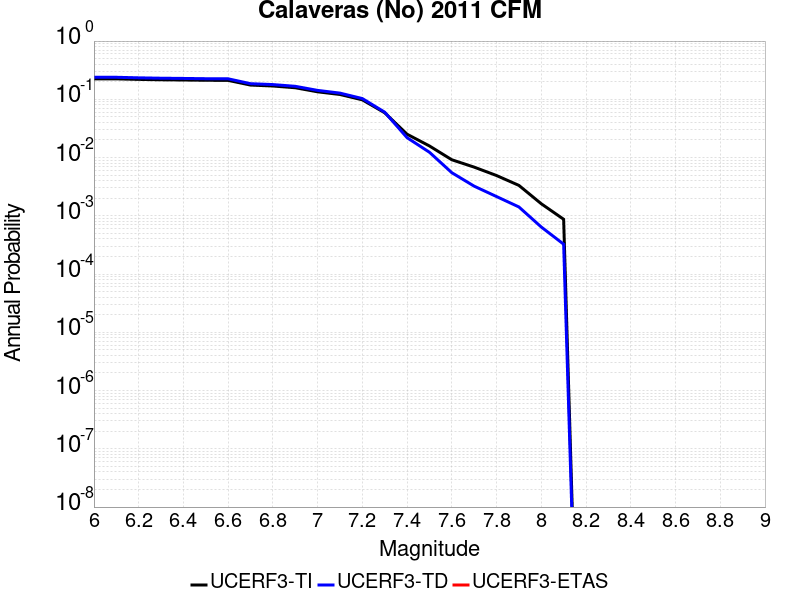 Calaveras (No) 2011 CFM
10^0
10^-1
10^-2
10^-3
10^-4
10^-5
10^-6
10^-7
10^-8
Annual Probability
6 6.2 6.4 6.6 6.8 7 7.2 7.4 7.6 7.8 8 8.2 8.4 8.6 8.8 9
Magnitude
UCERF3-TI UCERF3-TD UCERF3-ETAS